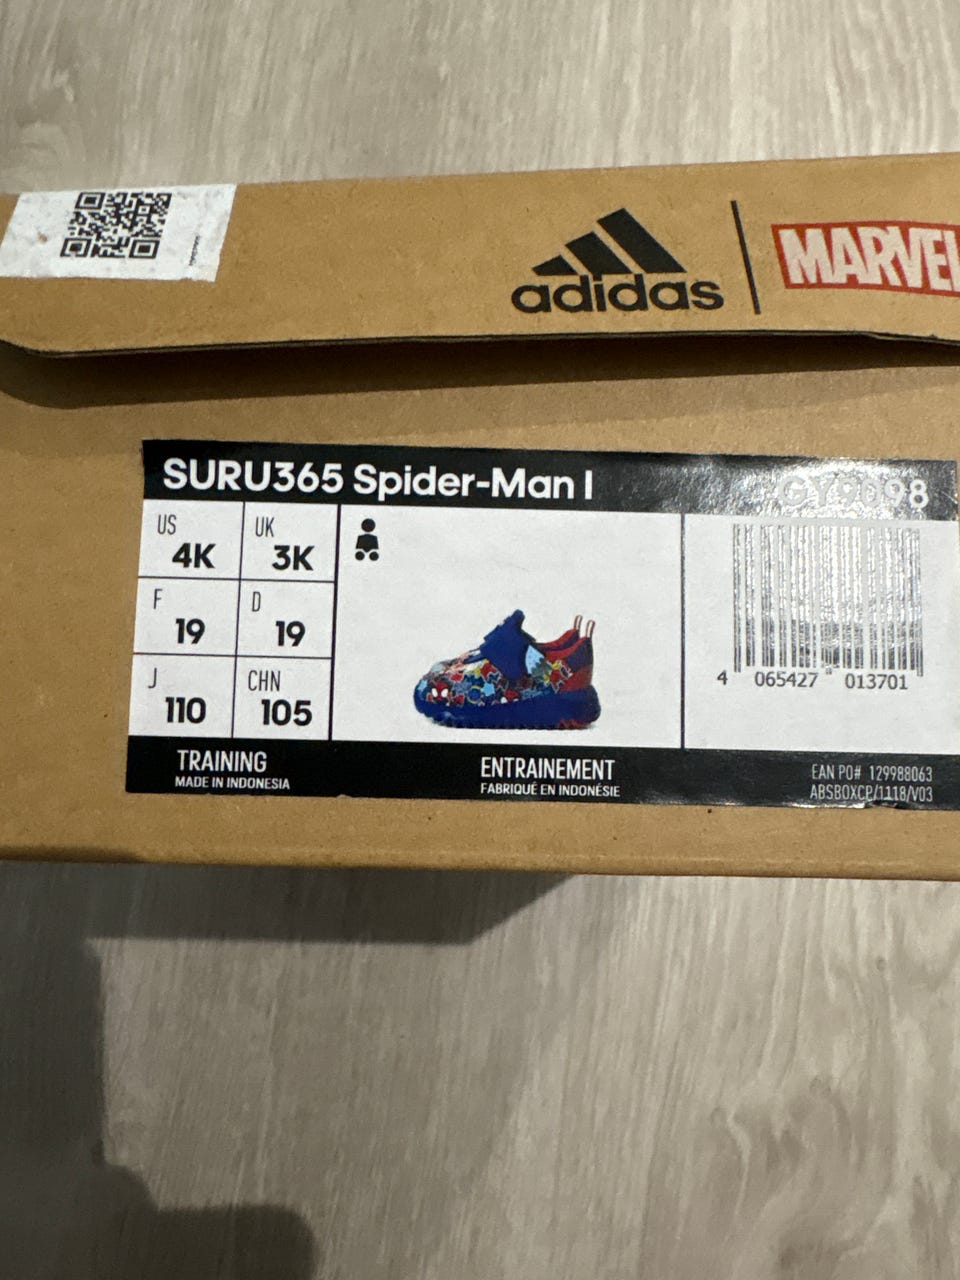 adidas
MARVEL
SURU365 Spider-Man I
GY9098
US
4K
UK
3K
F
19
D
19
J
110
CHN
105
4 065427 013701
TRAINING
MADE IN INDONESIA
ENTRAINEMENT
FABRIQUÉ EN INDONÉSIE
EAN PO# 129988063
ABSBOXCP/1118/V03